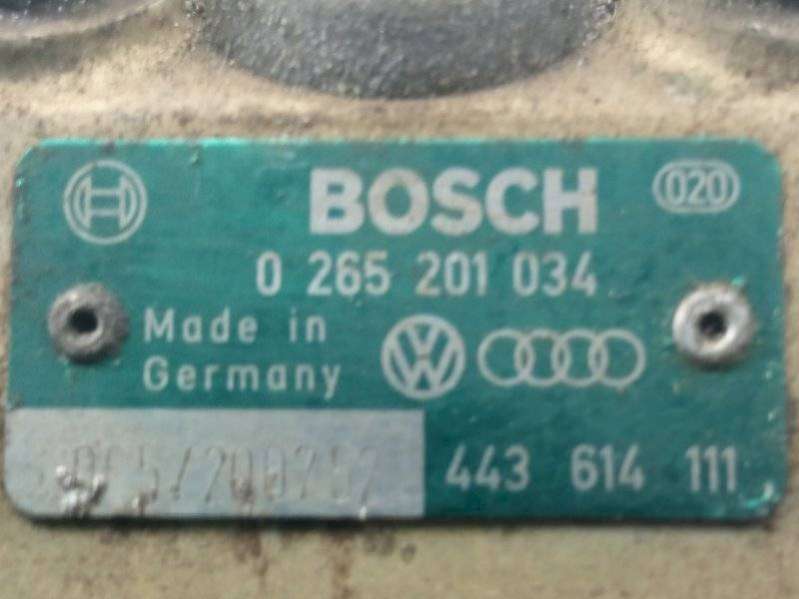 BOSCH
020
0 265 201 034
Made in
Germany
443 614 111